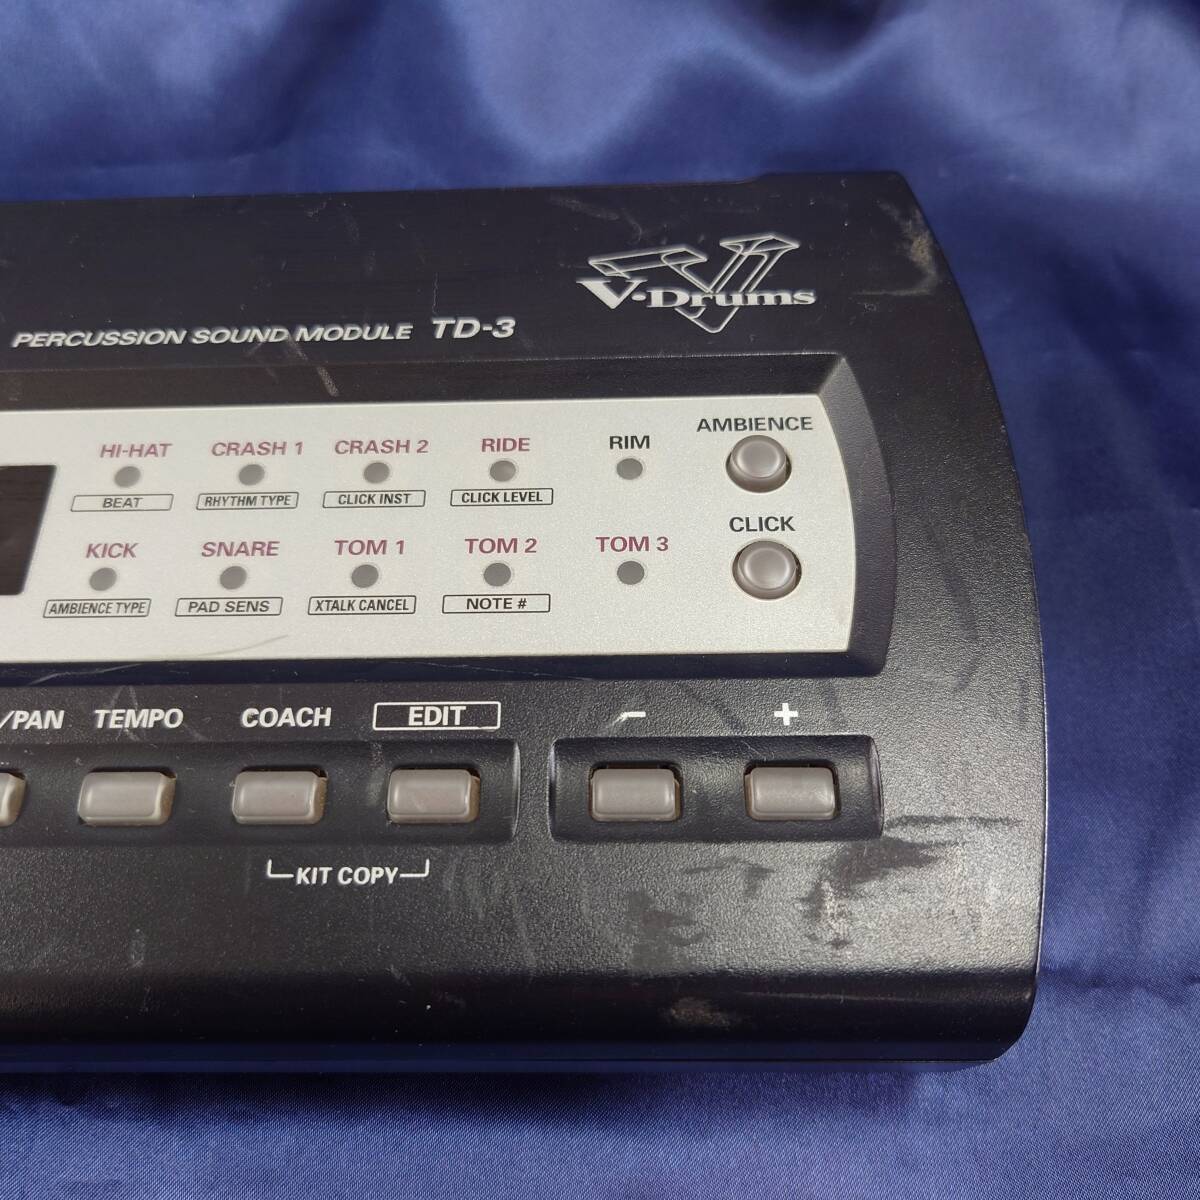 V-Drums
PERCUSSION SOUND MODULE TD-3
AMBIENCE
HI-HAT CRASH 1 CRASH 2 RIDE RIM
BEAT RHYTHM TYPE CLICK INST CLICK LEVEL
CLICK
KICK SNARE TOM 1 TOM 2 TOM 3
AMBIENCE TYPE PAD SENS XTALK CANCEL NOTE #
/PAN TEMPO COACH EDIT - +
KIT COPY